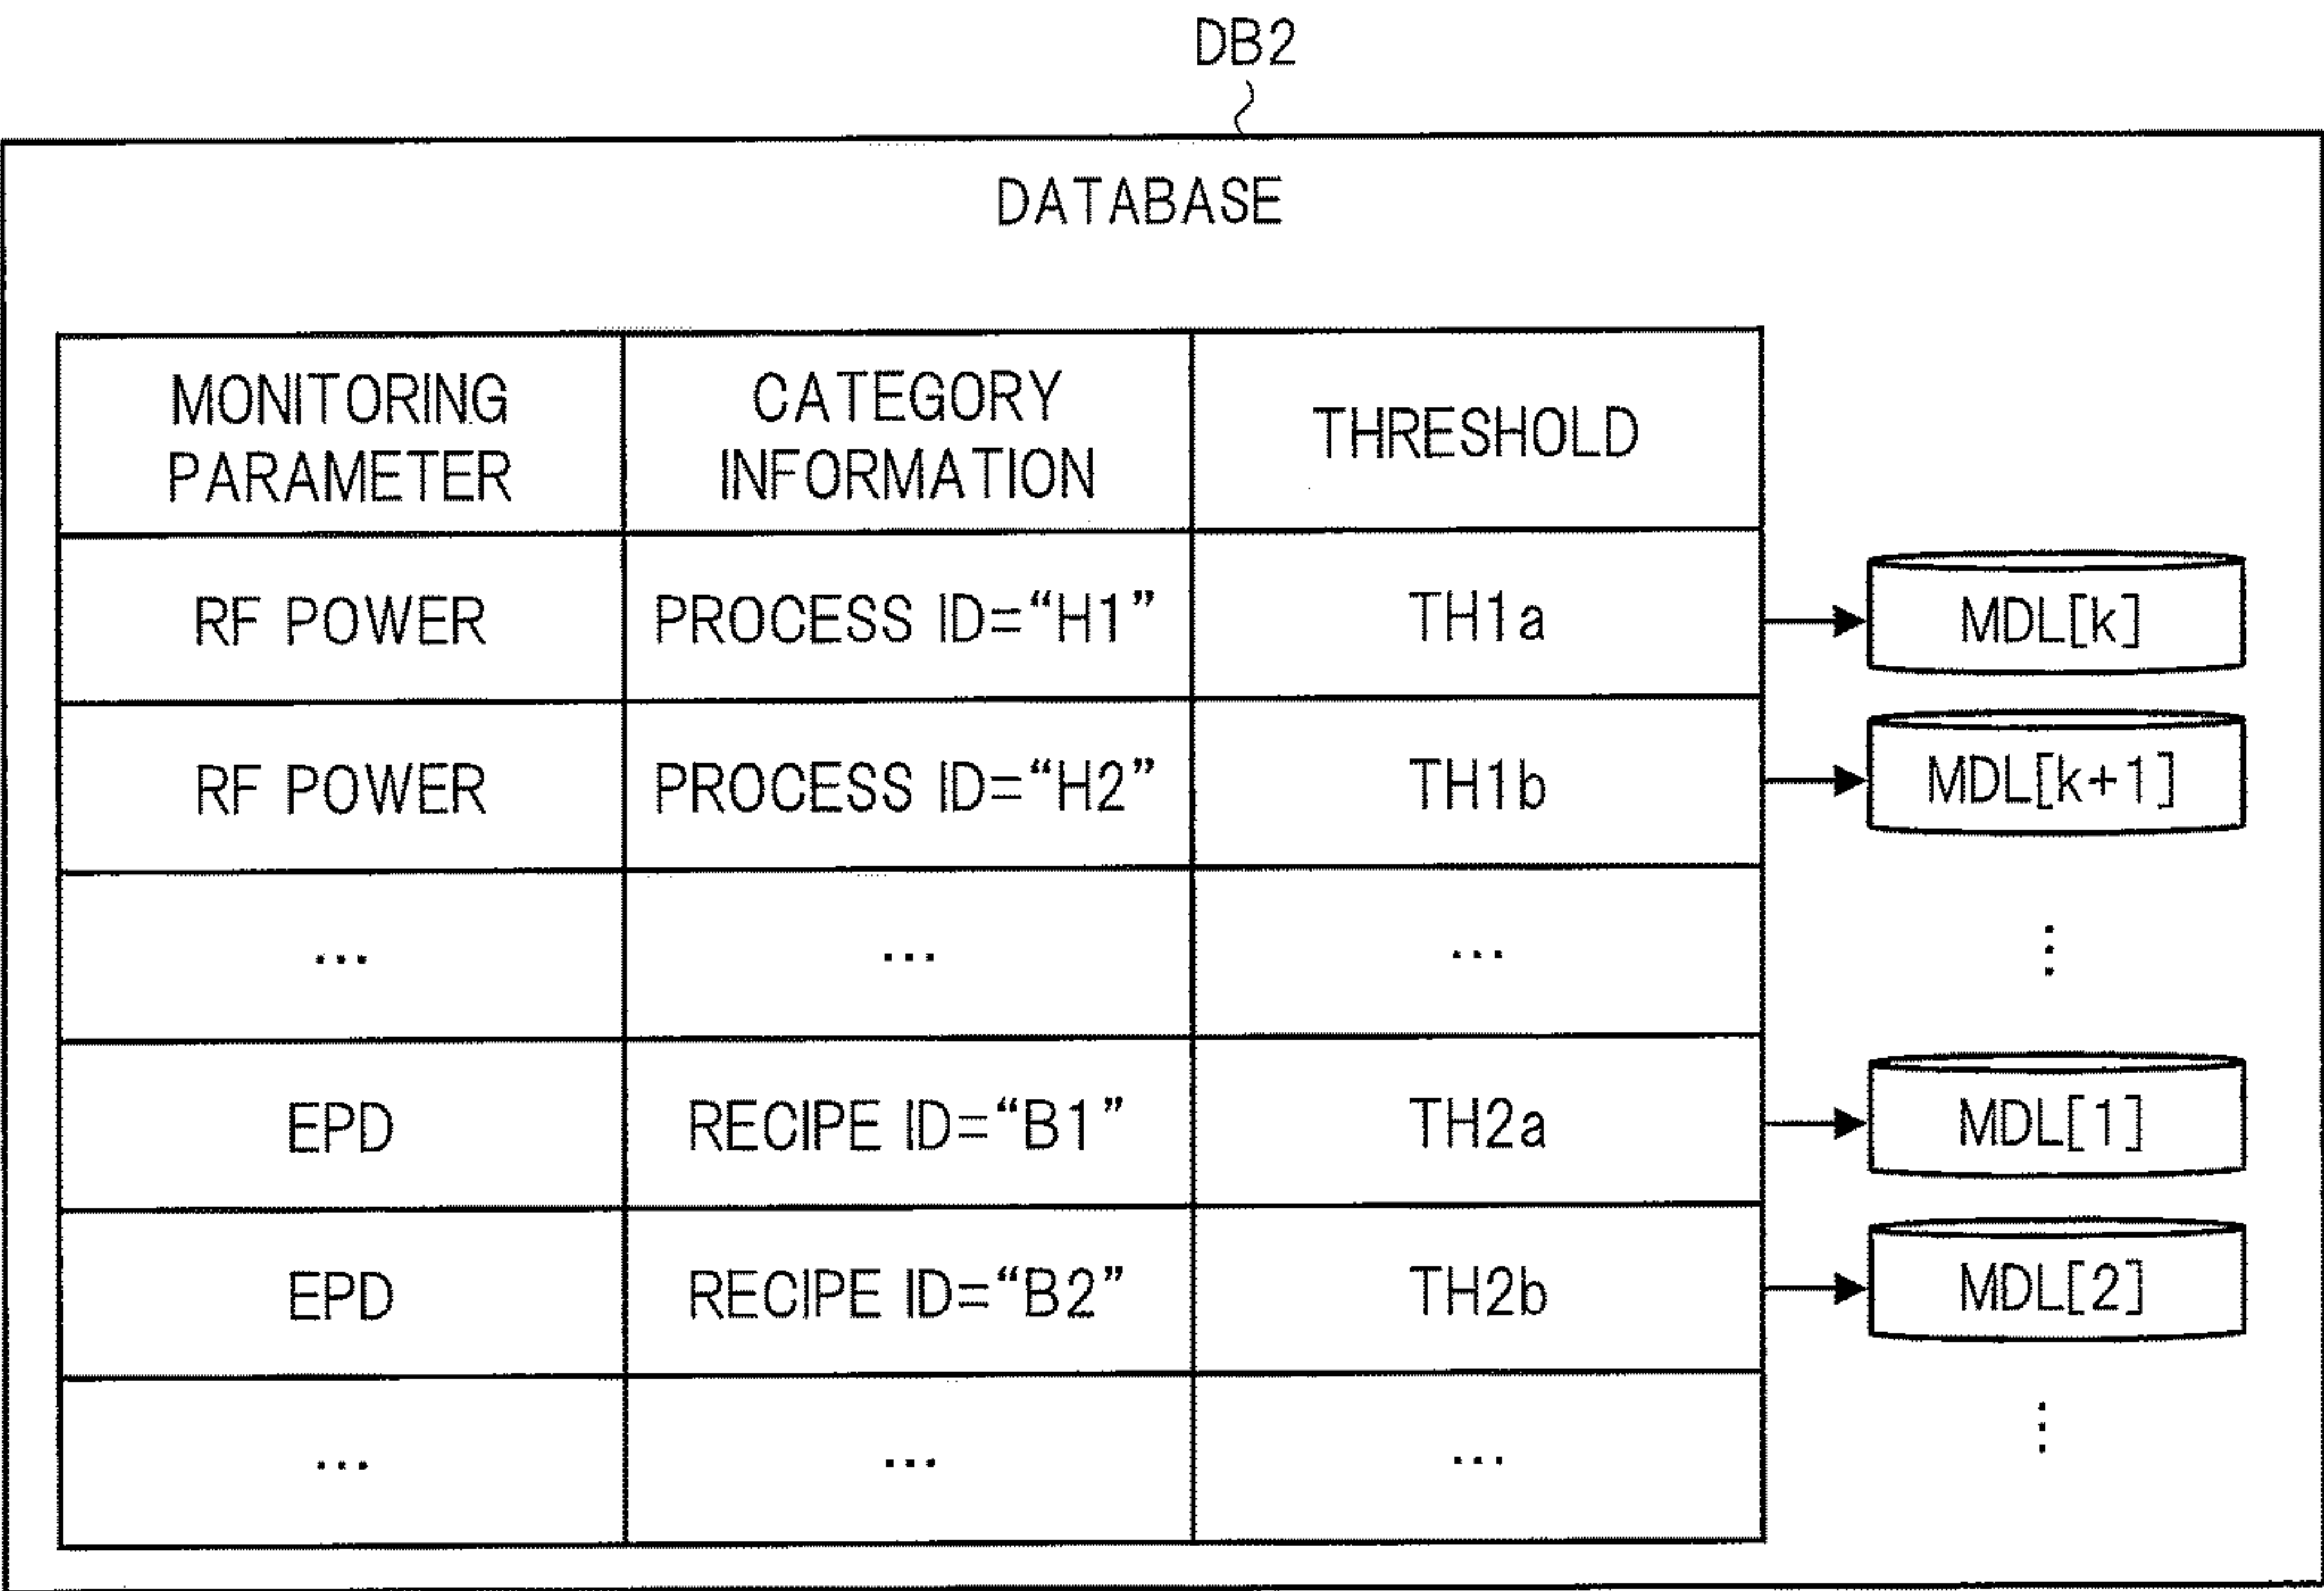 DB2
DATABASE
MONITORING PARAMETER CATEGORY INFORMATION THRESHOLD
RF POWER PROCESS ID=“H1” TH1a MDL[k]
RF POWER PROCESS ID=“H2” TH1b MDL[k+1]
... ... ... ⋮
EPD RECIPE ID=“B1” TH2a MDL[1]
EPD RECIPE ID=“B2” TH2b MDL[2]
... ... ... ⋮